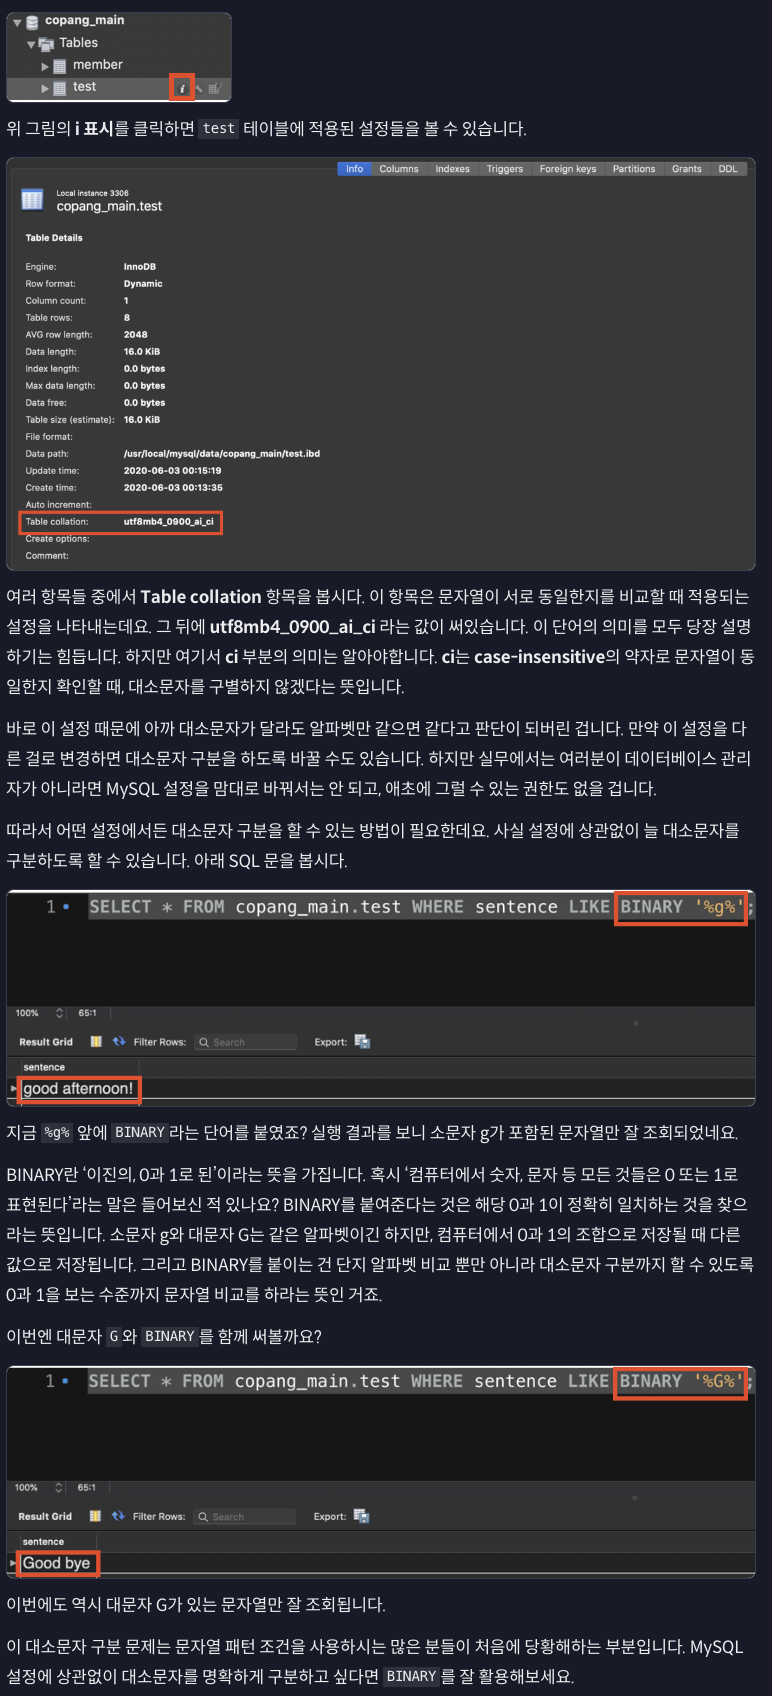 copang_main
Tables
member
test
위 그림의 i 표시를 클릭하면 test 테이블에 적용된 설정들을 볼 수 있습니다.
Info Columns Indexes Triggers Foreign keys Partitions Grants DDL
Local instance 3306
copang_main.test
Table Details
Engine: InnoDB
Row format: Dynamic
Column count: 1
Table rows: 8
AVG row length: 2048
Data length: 16.0 KiB
Index length: 0.0 bytes
Max data length: 0.0 bytes
Data free: 0.0 bytes
Table size (estimate): 16.0 KiB
File format:
Data path: /usr/local/mysql/data/copang_main/test.ibd
Update time: 2020-06-03 00:15:19
Create time: 2020-06-03 00:13:35
Auto increment:
Table collation: utf8mb4_0900_ai_ci
Create options:
Comment:
여러 항목들 중에서 Table collation 항목을 봅시다. 이 항목은 문자열이 서로 동일한지를 비교할 때 적용되는
설정을 나타내는데요. 그 뒤에 utf8mb4_0900_ai_ci 라는 값이 써있습니다. 이 단어의 의미를 모두 당장 설명
하기는 힘듭니다. 하지만 여기서 ci 부분의 의미는 알아야합니다. ci는 case-insensitive의 약자로 문자열이 동
일한지 확인할 때, 대소문자를 구별하지 않겠다는 뜻입니다.
바로 이 설정 때문에 아까 대소문자가 달라도 알파벳만 같으면 같다고 판단이 되버린 겁니다. 만약 이 설정을 다
른 걸로 변경하면 대소문자 구분을 하도록 바꿀 수도 있습니다. 하지만 실무에서는 여러분이 데이터베이스 관리
자가 아니라면 MySQL 설정을 맘대로 바꿔서는 안 되고, 애초에 그럴 수 있는 권한도 없을 겁니다.
따라서 어떤 설정에서든 대소문자 구분을 할 수 있는 방법이 필요한데요. 사실 설정에 상관없이 늘 대소문자를
구분하도록 할 수 있습니다. 아래 SQL 문을 봅시다.
1 SELECT * FROM copang_main.test WHERE sentence LIKE BINARY '%g%';
100% 65:1
Result Grid Filter Rows: Search Export:
sentence
good afternoon!
지금 %g% 앞에 BINARY라는 단어를 붙였죠? 실행 결과를 보니 소문자 g가 포함된 문자열만 잘 조회되었네요.
BINARY란 ‘이진의, 0과 1로 된’이라는 뜻을 가집니다. 혹시 ‘컴퓨터에서 숫자, 문자 등 모든 것들은 0 또는 1로
표현된다’라는 말은 들어보신 적 있나요? BINARY를 붙여준다는 것은 해당 0과 1이 정확히 일치하는 것을 찾으
라는 뜻입니다. 소문자 g와 대문자 G는 같은 알파벳이긴 하지만, 컴퓨터에서 0과 1의 조합으로 저장될 때 다른
값으로 저장됩니다. 그리고 BINARY를 붙이는 건 단지 알파벳 비교 뿐만 아니라 대소문자 구분까지 할 수 있도록
0과 1을 보는 수준까지 문자열 비교를 하라는 뜻인 거죠.
이번엔 대문자 G와 BINARY를 함께 써볼까요?
1 SELECT * FROM copang_main.test WHERE sentence LIKE BINARY '%G%';
100% 65:1
Result Grid Filter Rows: Search Export:
sentence
Good bye
이번에도 역시 대문자 G가 있는 문자열만 잘 조회됩니다.
이 대소문자 구분 문제는 문자열 패턴 조건을 사용하시는 많은 분들이 처음에 당황해하는 부분입니다. MySQL
설정에 상관없이 대소문자를 명확하게 구분하고 싶다면 BINARY를 잘 활용해보세요.